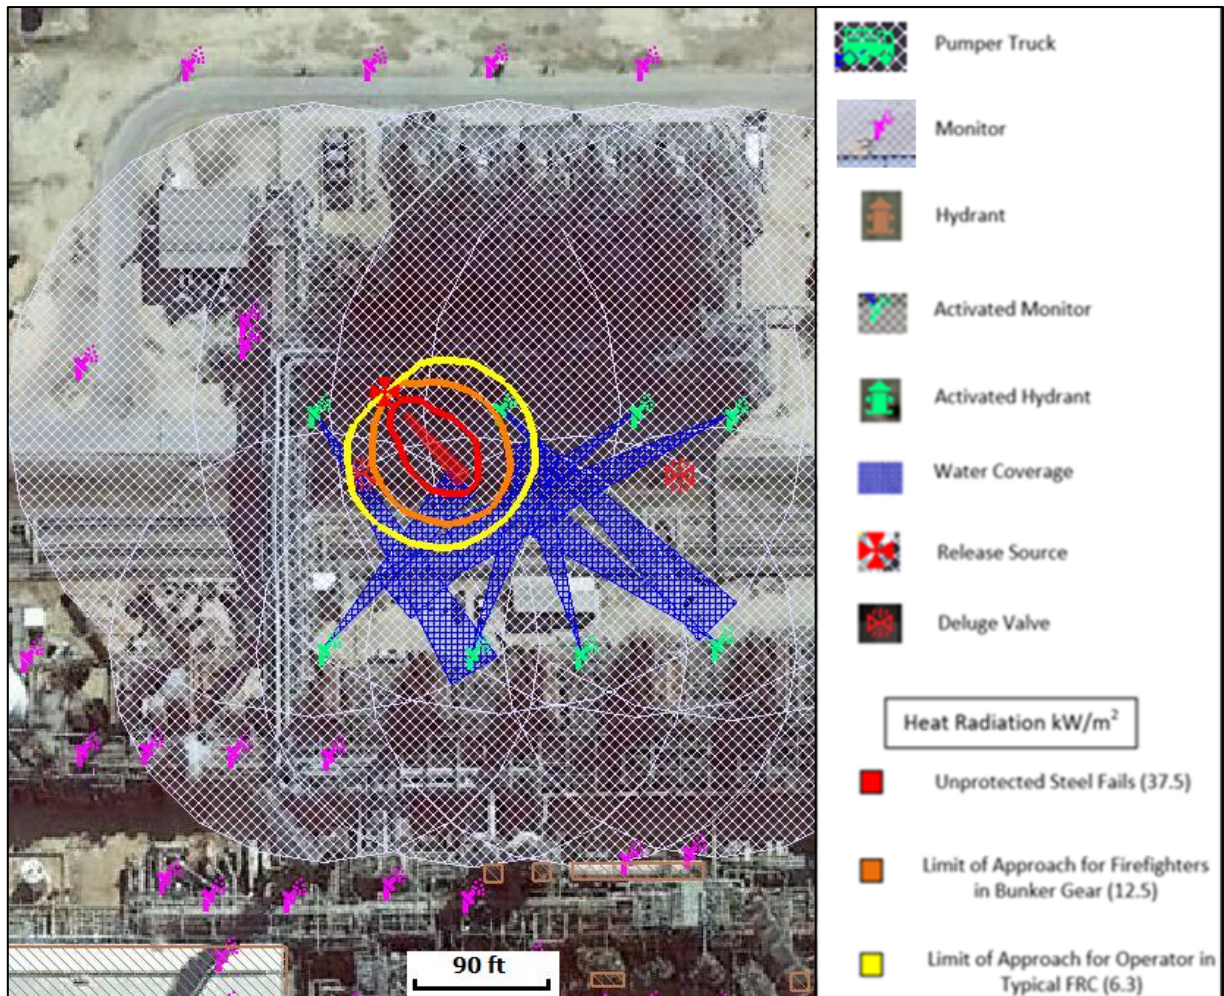 Pumper Truck
Monitor
Hydrant
Activated Monitor
Activated Hydrant
Water Coverage
Release Source
Deluge Valve
Heat Radiation kW/m²
Unprotected Steel Fails (37.5)
Limit of Approach for Firefighters
in Bunker Gear (12.5)
Limit of Approach for Operator in
Typical FRC (6.3)
90 ft